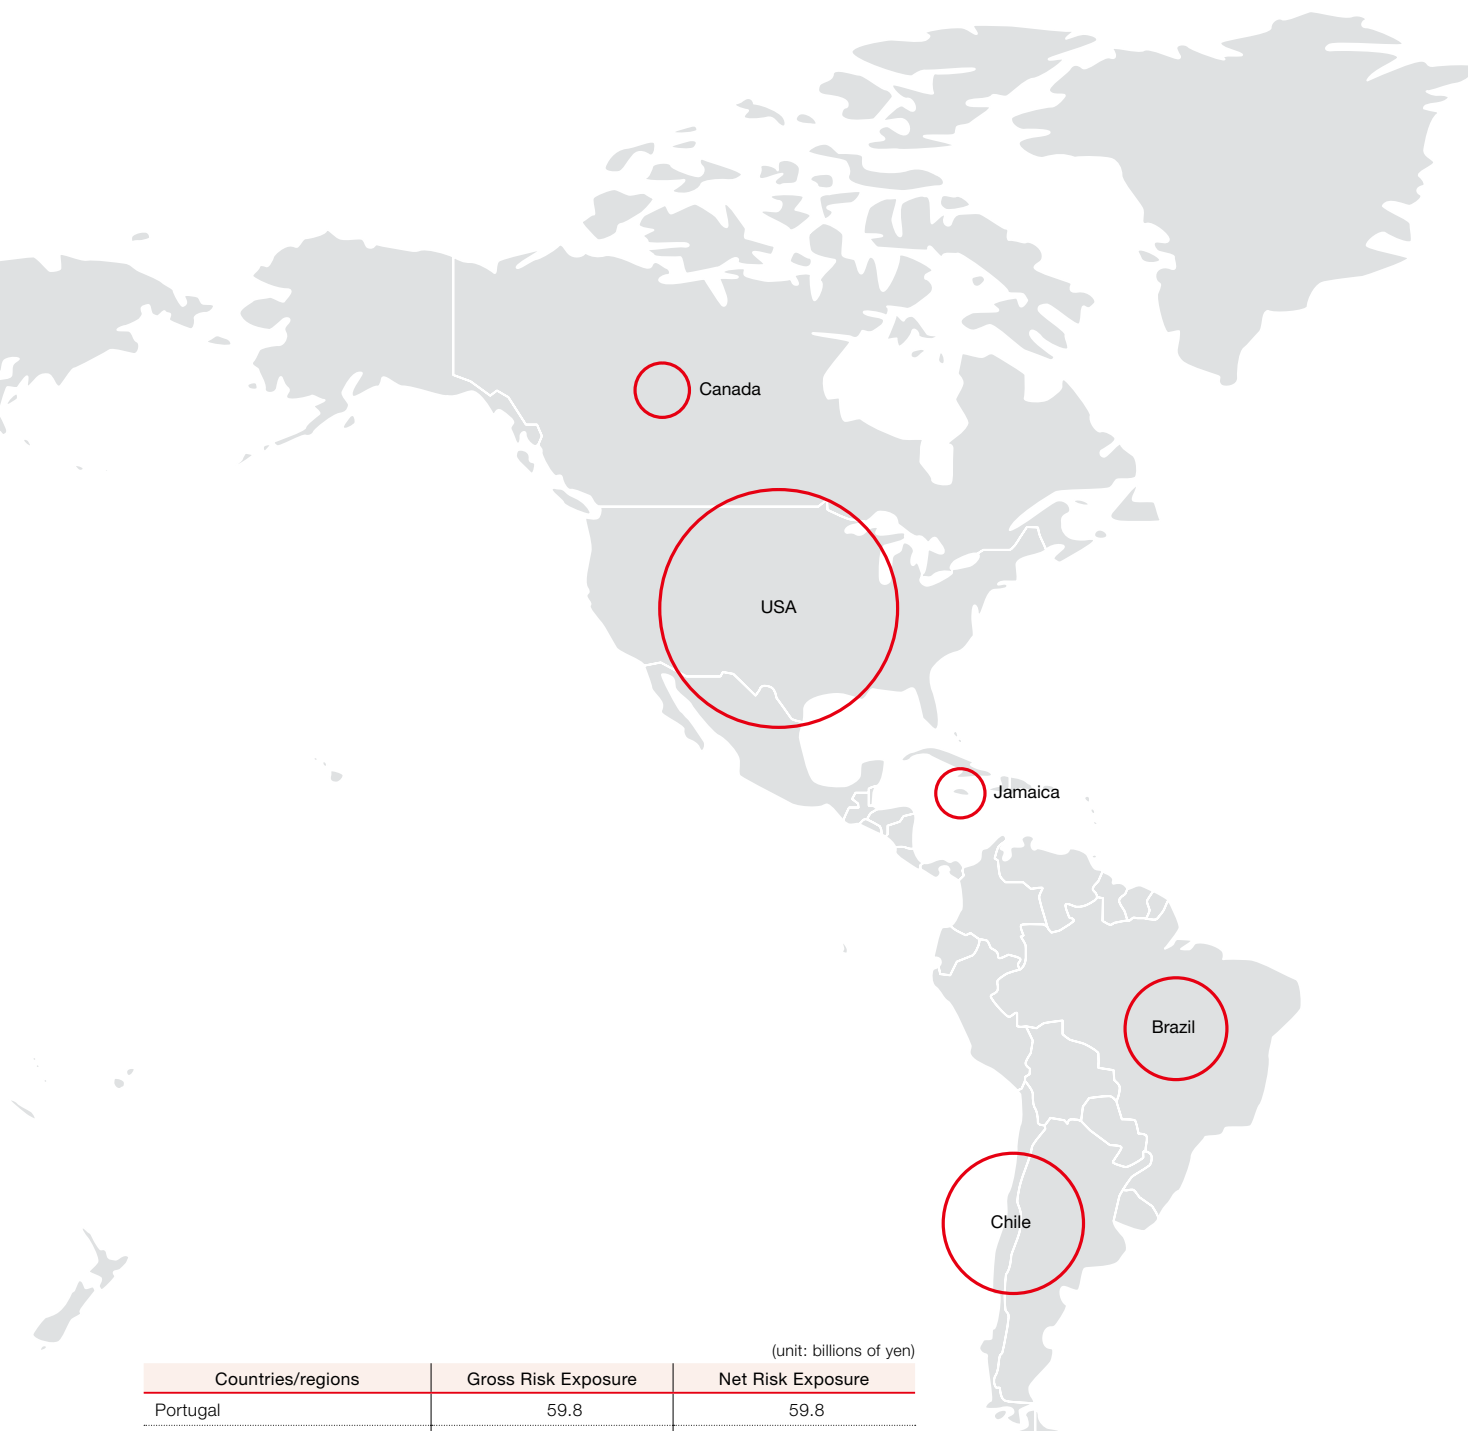 Canada
USA
Jamaica
Brazil
Chile
(unit: billions of yen)
Countries/regions Gross Risk Exposure Net Risk Exposure
Portugal 59.8 59.8